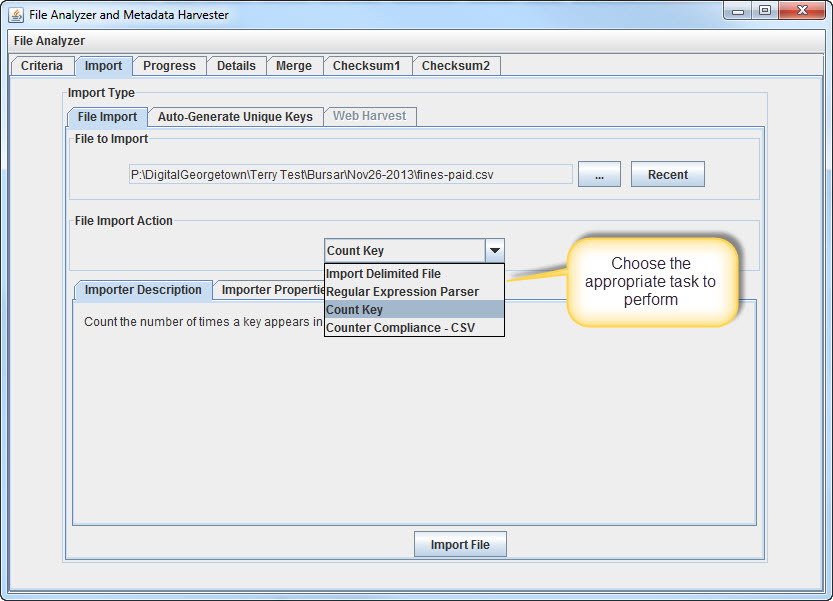 File Analyzer and Metadata Harvester
File Analyzer
Criteria Import Progress Details Merge Checksum1 Checksum2
Import Type
File Import Auto-Generate Unique Keys Web Harvest
File to Import
P:\DigitalGeorgetown\Terry Test\Bursar\Nov26-2013\fines-paid.csv ... Recent
File Import Action
Count Key
Import Delimited File
Regular Expression Parser
Count Key
Counter Compliance - CSV
Choose the
appropriate task to
perform
Importer Description Importer
Count the number of times a key appears in
Import File